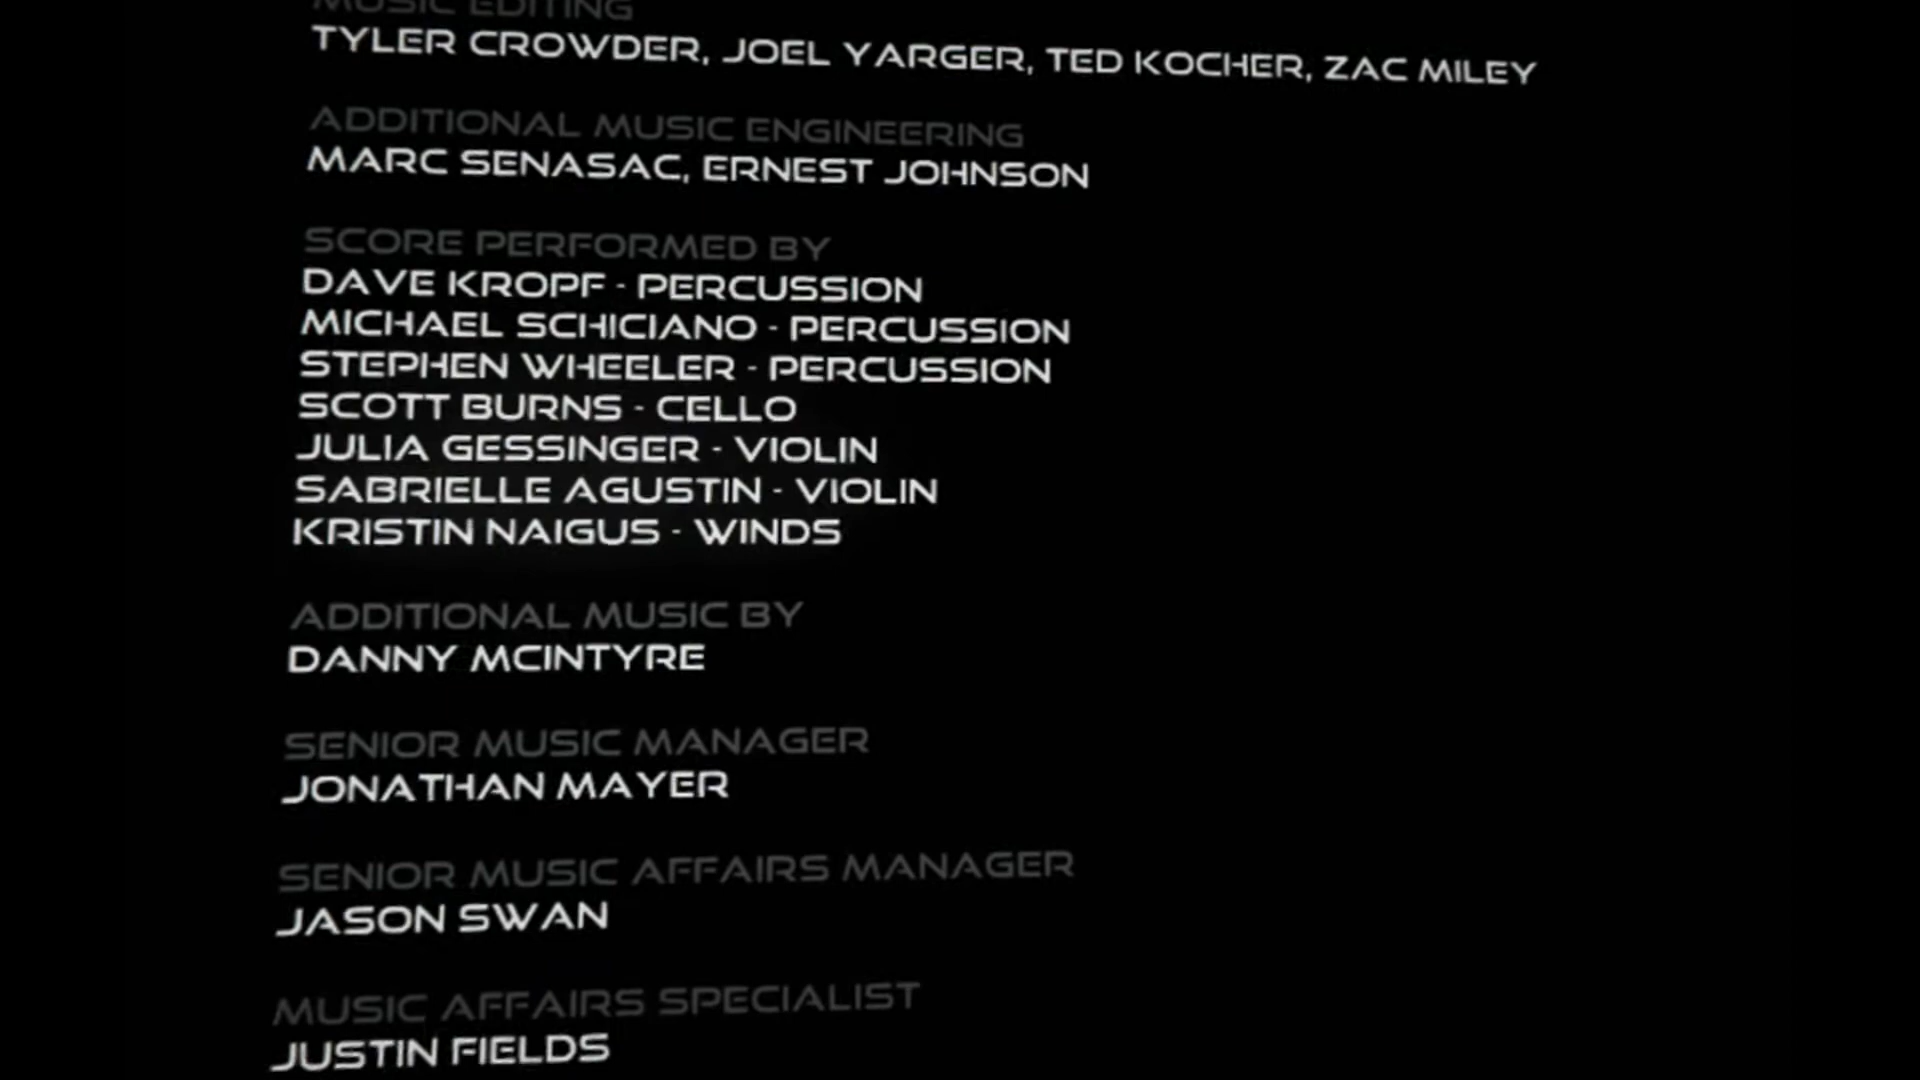 MUSIC EDITING
TYLER CROWDER, JOEL YARGER, TED KOCHER, ZAC MILEY
ADDITIONAL MUSIC ENGINEERING
MARC SENASAC, ERNEST JOHNSON
SCORE PERFORMED BY
DAVE KROPF - PERCUSSION
MICHAEL SCHICIANO - PERCUSSION
STEPHEN WHEELER - PERCUSSION
SCOTT BURNS - CELLO
JULIA GESSINGER - VIOLIN
SABRIELLE AGUSTIN - VIOLIN
KRISTIN NAIGUS - WINDS
ADDITIONAL MUSIC BY
DANNY MCINTYRE
SENIOR MUSIC MANAGER
JONATHAN MAYER
SENIOR MUSIC AFFAIRS MANAGER
JASON SWAN
MUSIC AFFAIRS SPECIALIST
JUSTIN FIELDS